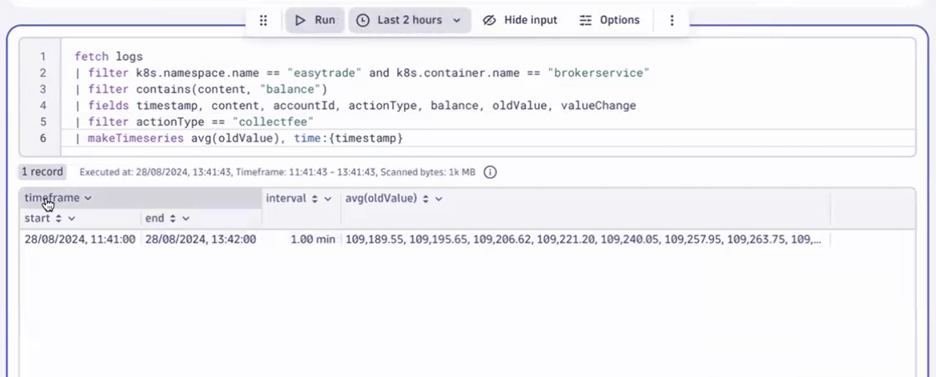 Run Last 2 hours Hide input Options
1 fetch logs
2 | filter k8s.namespace.name == "easytrade" and k8s.container.name == "brokerservice"
3 | filter contains(content, "balance")
4 | fields timestamp, content, accountId, actionType, balance, oldValue, valueChange
5 | filter actionType == "collectfee"
6 | makeTimeseries avg(oldValue), time:{timestamp}
1 record Executed at: 28/08/2024, 13:41:43, Timeframe: 11:41:43 - 13:41:43, Scanned bytes: 1k MB
timeframe interval avg(oldValue)
start end
28/08/2024, 11:41:00 28/08/2024, 13:42:00 1.00 min 109,189.55, 109,195.65, 109,206.62, 109,221.20, 109,240.05, 109,257.95, 109,263.75, 109,...